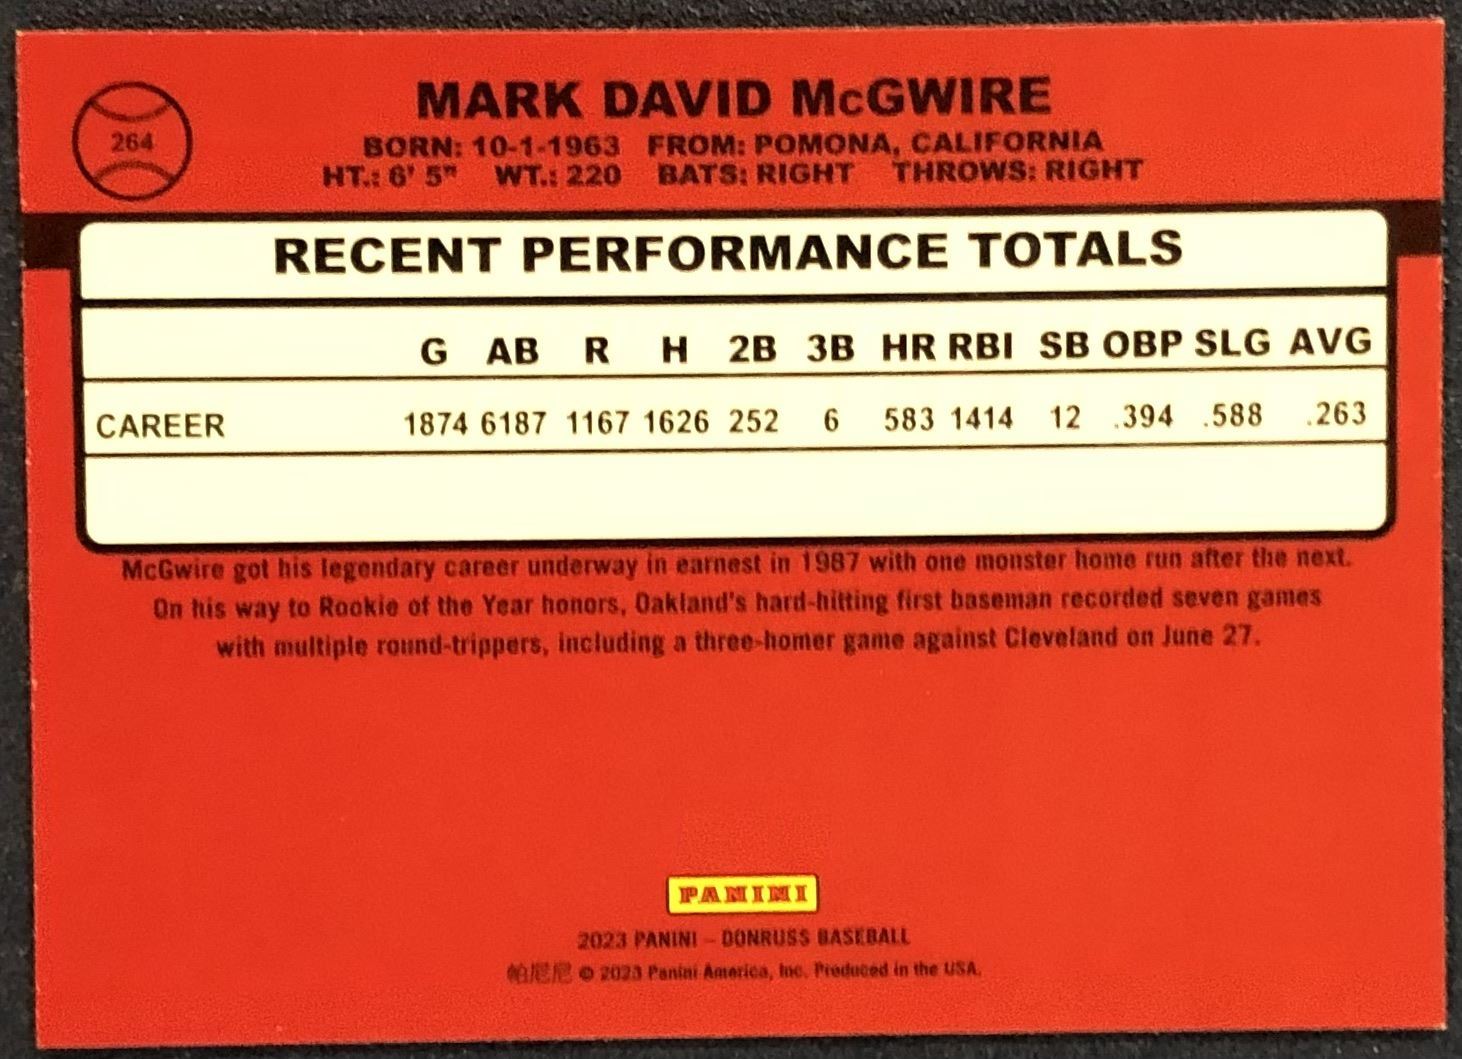 264
MARK DAVID McGWIRE
BORN: 10-1-1963 FROM: POMONA, CALIFORNIA
HT.: 6' 5" WT.: 220 BATS: RIGHT THROWS: RIGHT
RECENT PERFORMANCE TOTALS
G AB R H 2B 3B HR RBI SB OBP SLG AVG
CAREER 1874 6187 1167 1626 252 6 583 1414 12 .394 .588 .263
McGwire got his legendary career underway in earnest in 1987 with one monster home run after the next.
On his way to Rookie of the Year honors, Oakland's hard-hitting first baseman recorded seven games
with multiple round-trippers, including a three-homer game against Cleveland on June 27.
PANINI
2023 PANINI – DONRUSS BASEBALL
帕尼尼 © 2023 Panini America, Inc. Produced in the USA.